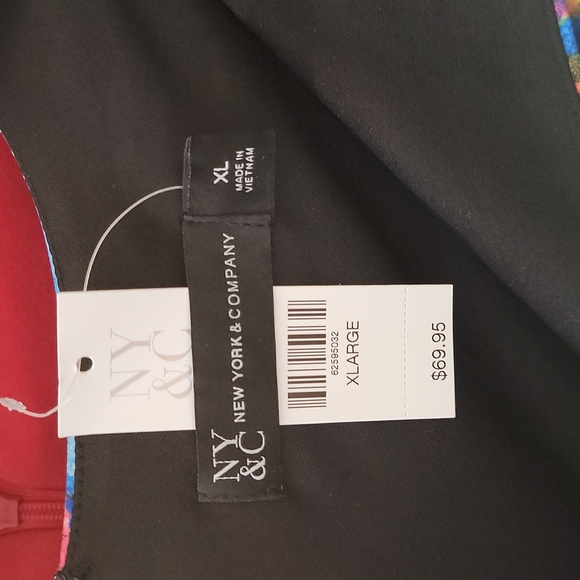 XL
MADE IN
VIETNAM
NY
&C NEW YORK & COMPANY
NY
&C
62595032
XLARGE
$69.95